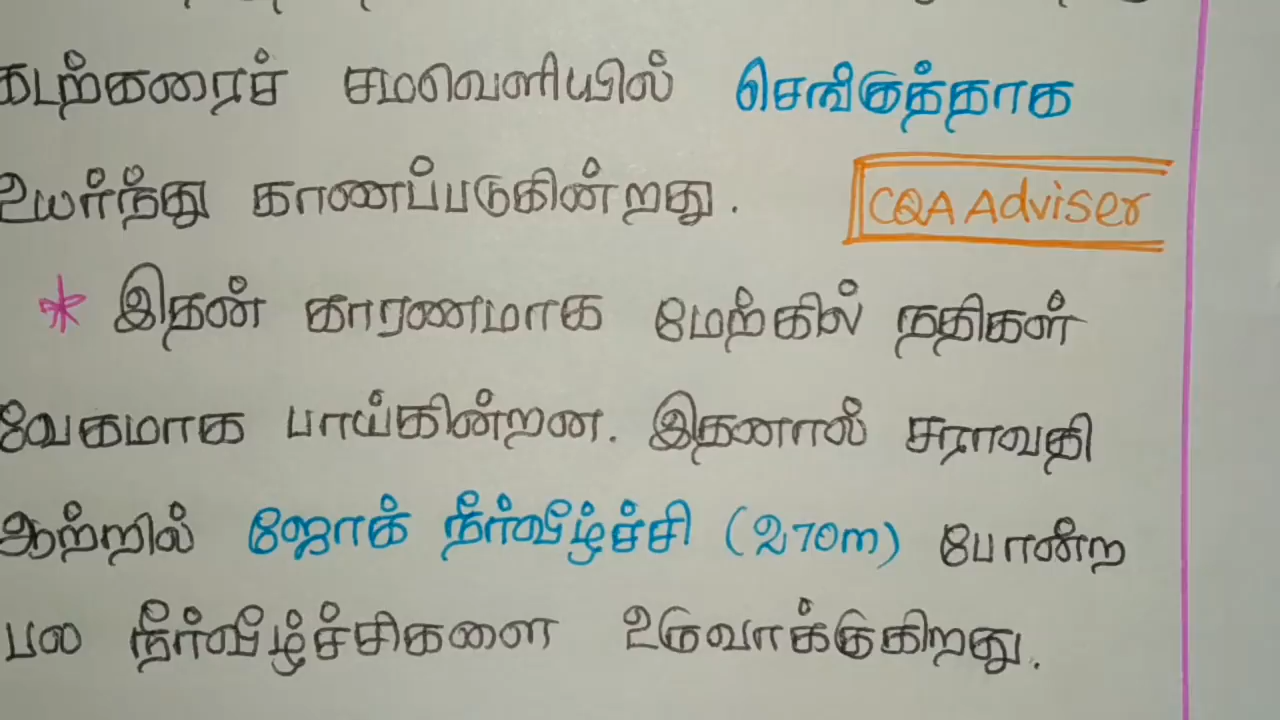 கடற்கரைச் சமவெளியில் செங்குத்தாக
உயர்ந்து காணப்படுகின்றது.
CQA Adviser
* இதன் காரணமாக மேற்கில் நதிகள்
வேகமாக பாய்கின்றன. இதனால் சராவதி
ஆற்றில் ஜோக் நீர்வீழ்ச்சி (270m) போன்ற
பல நீர்வீழ்ச்சிகளை உருவாக்குகிறது.